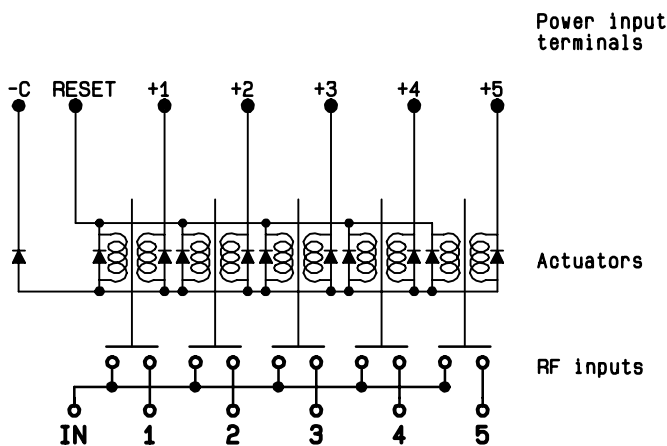 Power input
terminals
-C RESET +1 +2 +3 +4 +5
Actuators
RF inputs
IN 1 2 3 4 5